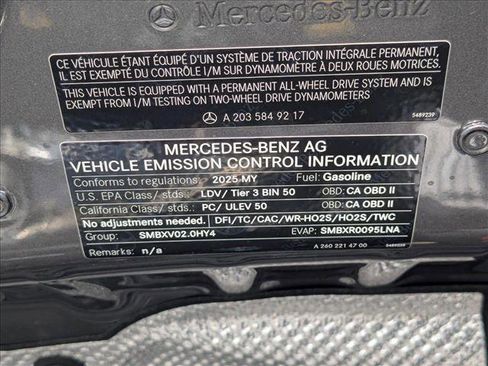 Mercedes-Benz
CE VÉHICULE ÉTANT ÉQUIPÉ D'UN SYSTÈME DE TRACTION INTÉGRALE PERMANENT,
IL EST EXEMPTÉ DU CONTRÔLE I/M SUR DYNAMOMÈTRE À DEUX ROUES MOTRICES.
THIS VEHICLE IS EQUIPPED WITH A PERMANENT ALL-WHEEL DRIVE SYSTEM AND IS
EXEMPT FROM I/M TESTING ON TWO-WHEEL DRIVE DYNAMOMETERS
A 203 584 92 17
5489239
MERCEDES-BENZ AG
VEHICLE EMISSION CONTROL INFORMATION
Conforms to regulations: 2025 MY Fuel: Gasoline
U.S. EPA Class/ stds.: LDV/ Tier 3 BIN 50 OBD: CA OBD II
California Class/ stds.: PC/ ULEV 50 OBD: CA OBD II
No adjustments needed. DFI/TC/CAC/WR-HO2S/HO2S/TWC
Group: SMBXV02.0HY4 EVAP: SMBXR0095LNA
Remarks: n/a A 260 221 47 00 5489239